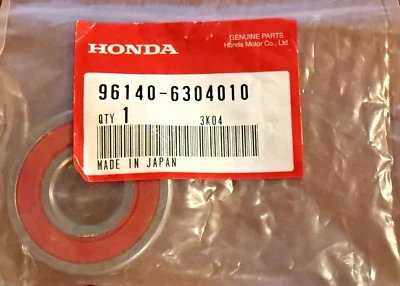 GENUINE PARTS
HONDA
Honda Motor Co., Ltd.
96140-6304010
QTY 1
3K04
MADE IN JAPAN